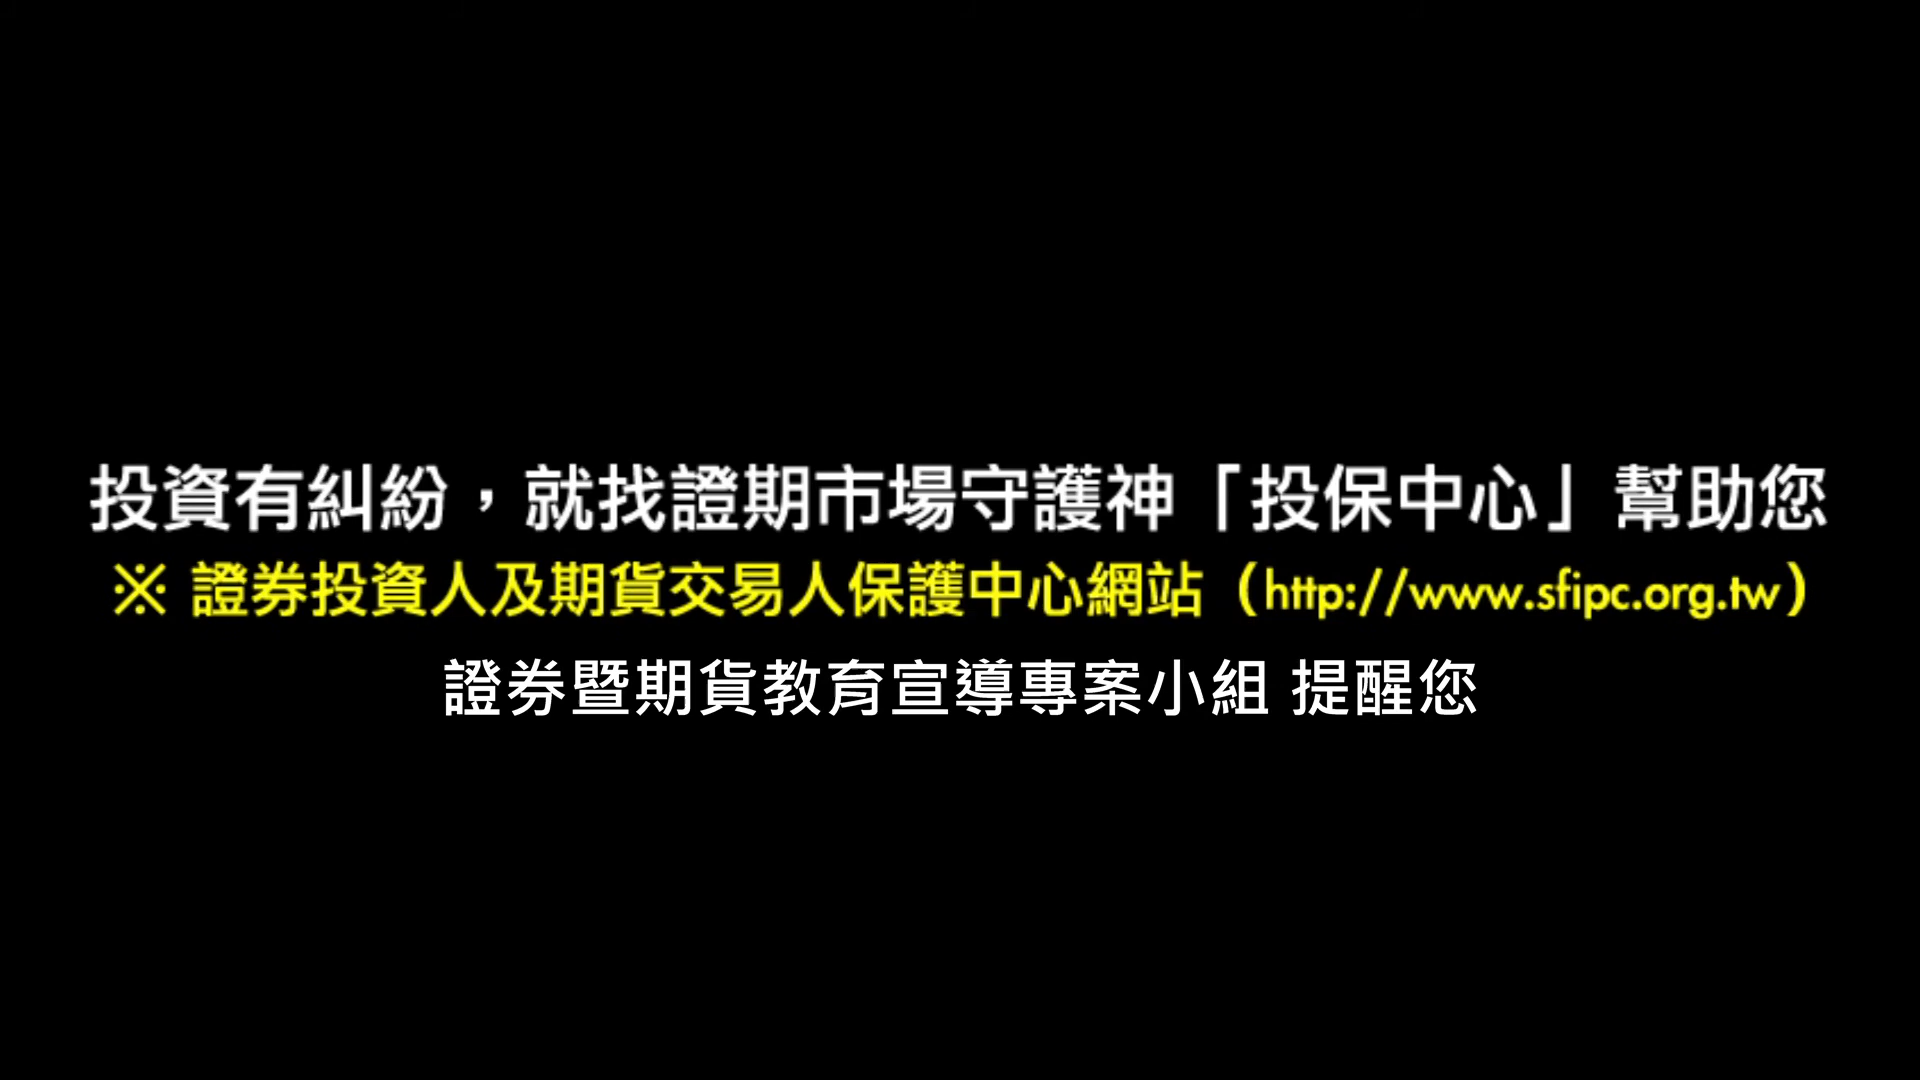 投資有糾紛，就找證期市場守護神「投保中心」幫助您
※ 證券投資人及期貨交易人保護中心網站（http://www.sfipc.org.tw）
證券暨期貨教育宣導專案小組 提醒您